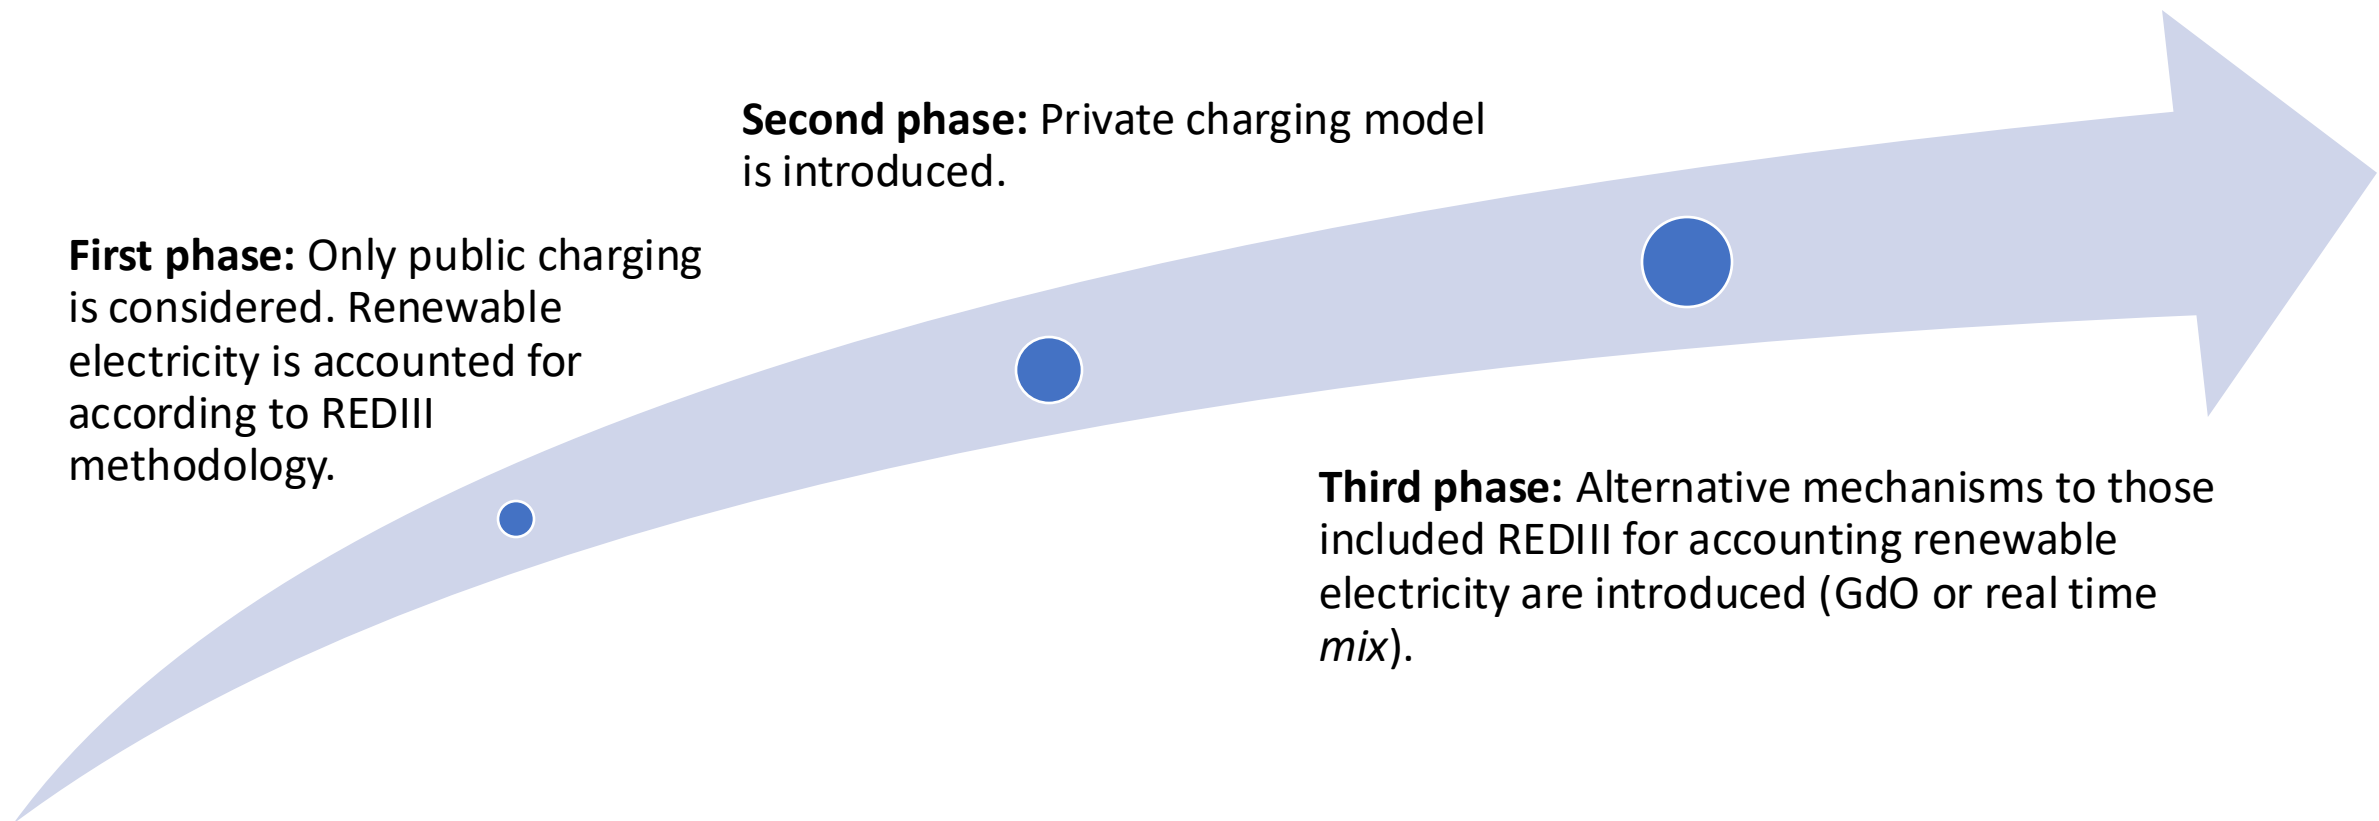 First phase: Only public charging
is considered. Renewable
electricity is accounted for
according to REDIII
methodology.
Second phase: Private charging model
is introduced.
Third phase: Alternative mechanisms to those
included REDIII for accounting renewable
electricity are introduced (GdO or real time
mix).